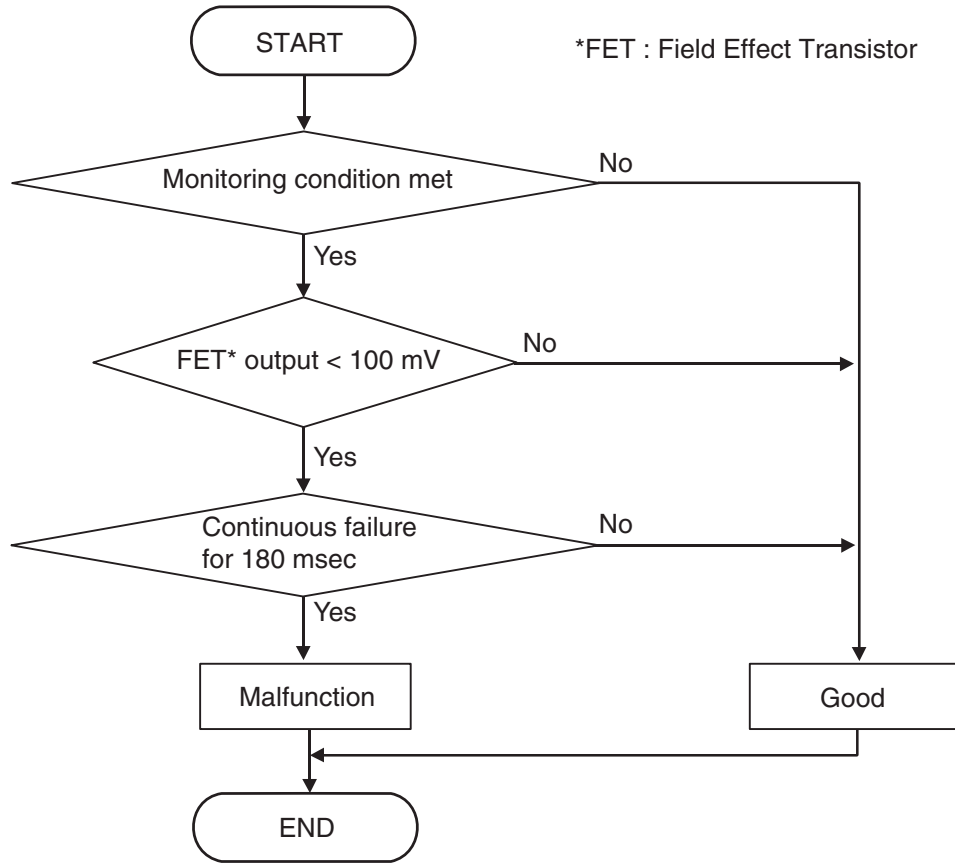 START
*FET : Field Effect Transistor
Monitoring condition met
No
Yes
FET* output < 100 mV
No
Yes
Continuous failure
for 180 msec
No
Yes
Malfunction
Good
END